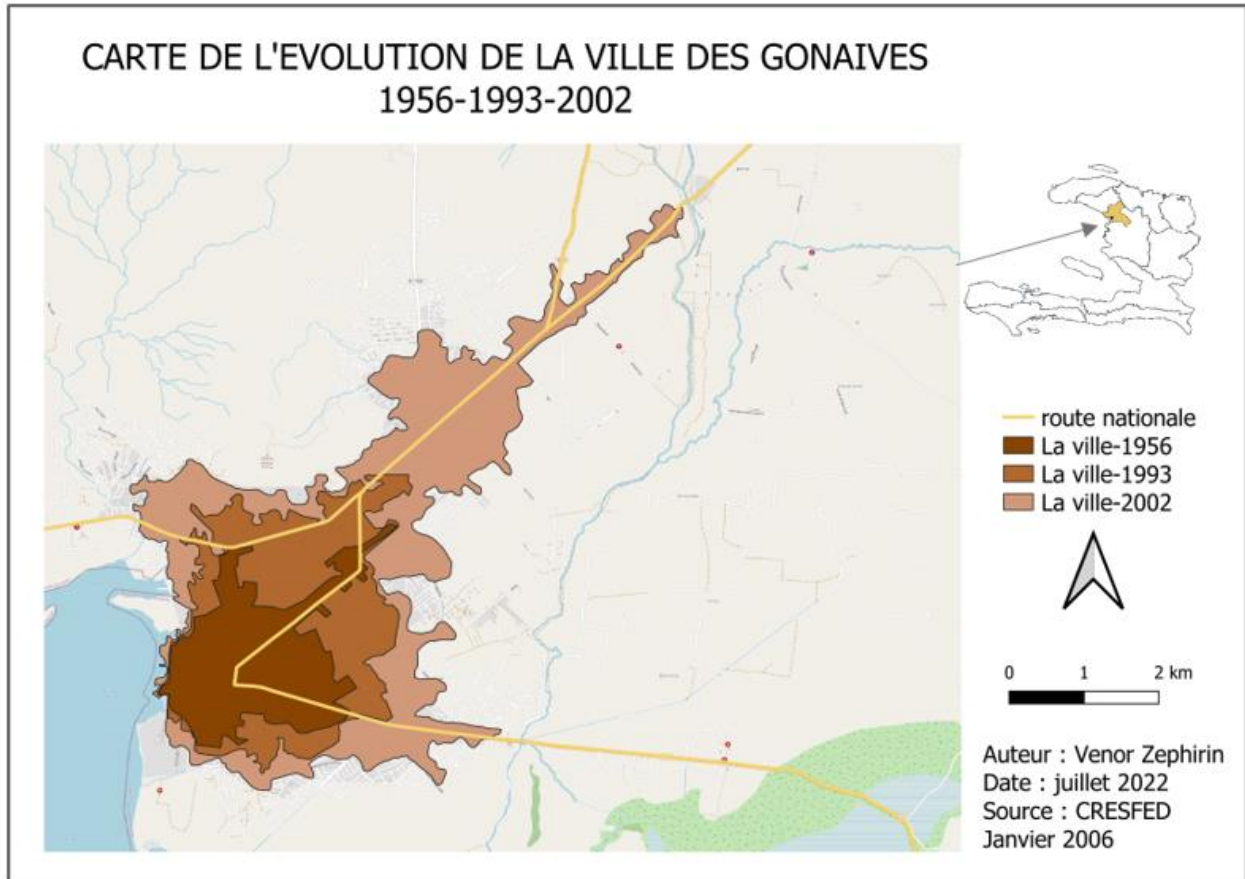 CARTE DE L'EVOLUTION DE LA VILLE DES GONAIVES
1956-1993-2002
route nationale
La ville-1956
La ville-1993
La ville-2002
0 1 2 km
Auteur : Venor Zephirin
Date : juillet 2022
Source : CRESFED
Janvier 2006